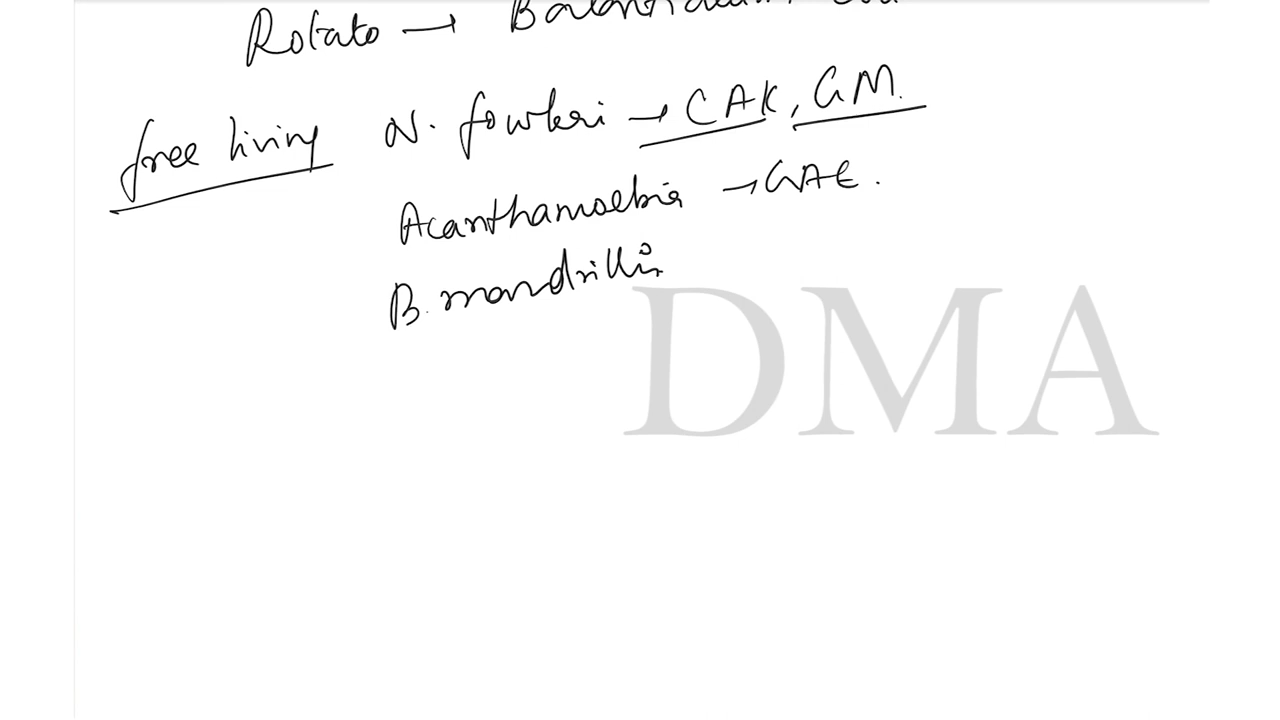 Rotato →
free living N. fowleri → CAK, GM.
Acanthamoeba → GAE.
B. mandrillis
DMA